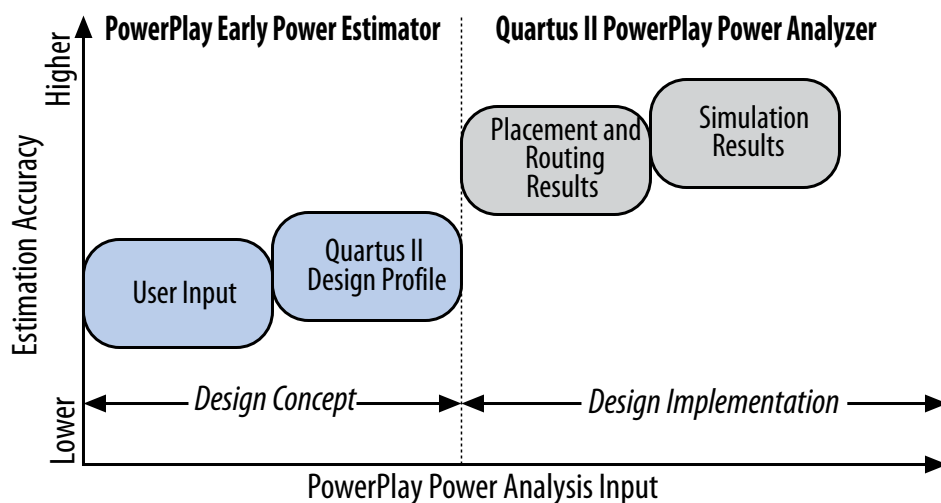 PowerPlay Early Power Estimator
Quartus II PowerPlay Power Analyzer
Higher
Estimation Accuracy
Lower
User Input
Quartus II
Design Profile
Placement and
Routing
Results
Simulation
Results
Design Concept
Design Implementation
PowerPlay Power Analysis Input